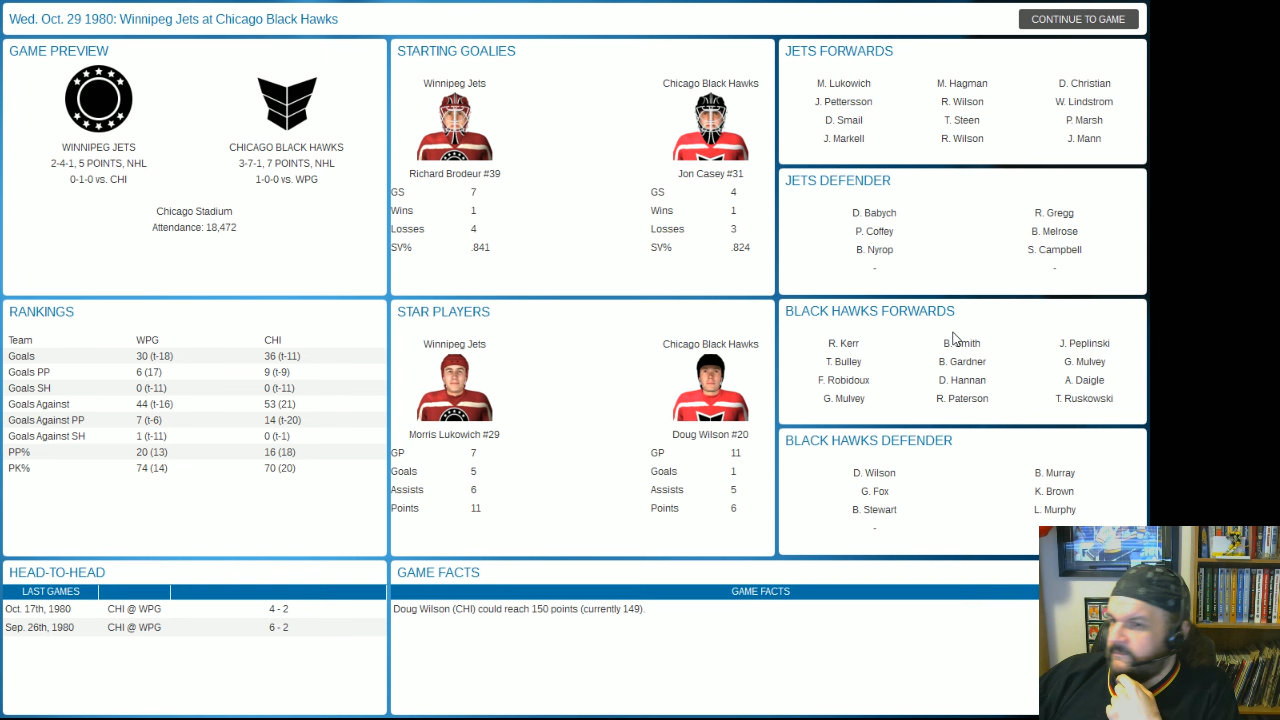 Wed. Oct. 29 1980: Winnipeg Jets at Chicago Black Hawks
CONTINUE TO GAME
GAME PREVIEW
WINNIPEG JETS
2-4-1, 5 POINTS, NHL
0-1-0 vs. CHI
CHICAGO BLACK HAWKS
3-7-1, 7 POINTS, NHL
1-0-0 vs. WPG
Chicago Stadium
Attendance: 18,472
STARTING GOALIES
Winnipeg Jets Chicago Black Hawks
Richard Brodeur #39 Jon Casey #31
GS 7 GS 4
Wins 1 Wins 1
Losses 4 Losses 3
SV% .841 SV% .824
JETS FORWARDS
M. Lukowich M. Hagman D. Christian
J. Pettersson R. Wilson W. Lindstrom
D. Smail T. Steen P. Marsh
J. Markell R. Wilson J. Mann
JETS DEFENDER
D. Babych R. Gregg
P. Coffey B. Melrose
B. Nyrop S. Campbell
- -
RANKINGS
Team WPG CHI
Goals 30 (t-18) 36 (t-11)
Goals PP 6 (17) 9 (t-9)
Goals SH 0 (t-11) 0 (t-11)
Goals Against 44 (t-16) 53 (21)
Goals Against PP 7 (t-6) 14 (t-20)
Goals Against SH 1 (t-11) 0 (t-1)
PP% 20 (13) 16 (18)
PK% 74 (14) 70 (20)
STAR PLAYERS
Winnipeg Jets Chicago Black Hawks
Morris Lukowich #29 Doug Wilson #20
GP 7 GP 11
Goals 5 Goals 1
Assists 6 Assists 5
Points 11 Points 6
BLACK HAWKS FORWARDS
R. Kerr B. Smith J. Peplinski
T. Bulley B. Gardner G. Mulvey
F. Robidoux D. Hannan A. Daigle
G. Mulvey R. Paterson T. Ruskowski
BLACK HAWKS DEFENDER
D. Wilson B. Murray
G. Fox K. Brown
B. Stewart L. Murphy
-
HEAD-TO-HEAD
LAST GAMES
Oct. 17th, 1980 CHI @ WPG 4 - 2
Sep. 26th, 1980 CHI @ WPG 6 - 2
GAME FACTS
GAME FACTS
Doug Wilson (CHI) could reach 150 points (currently 149).